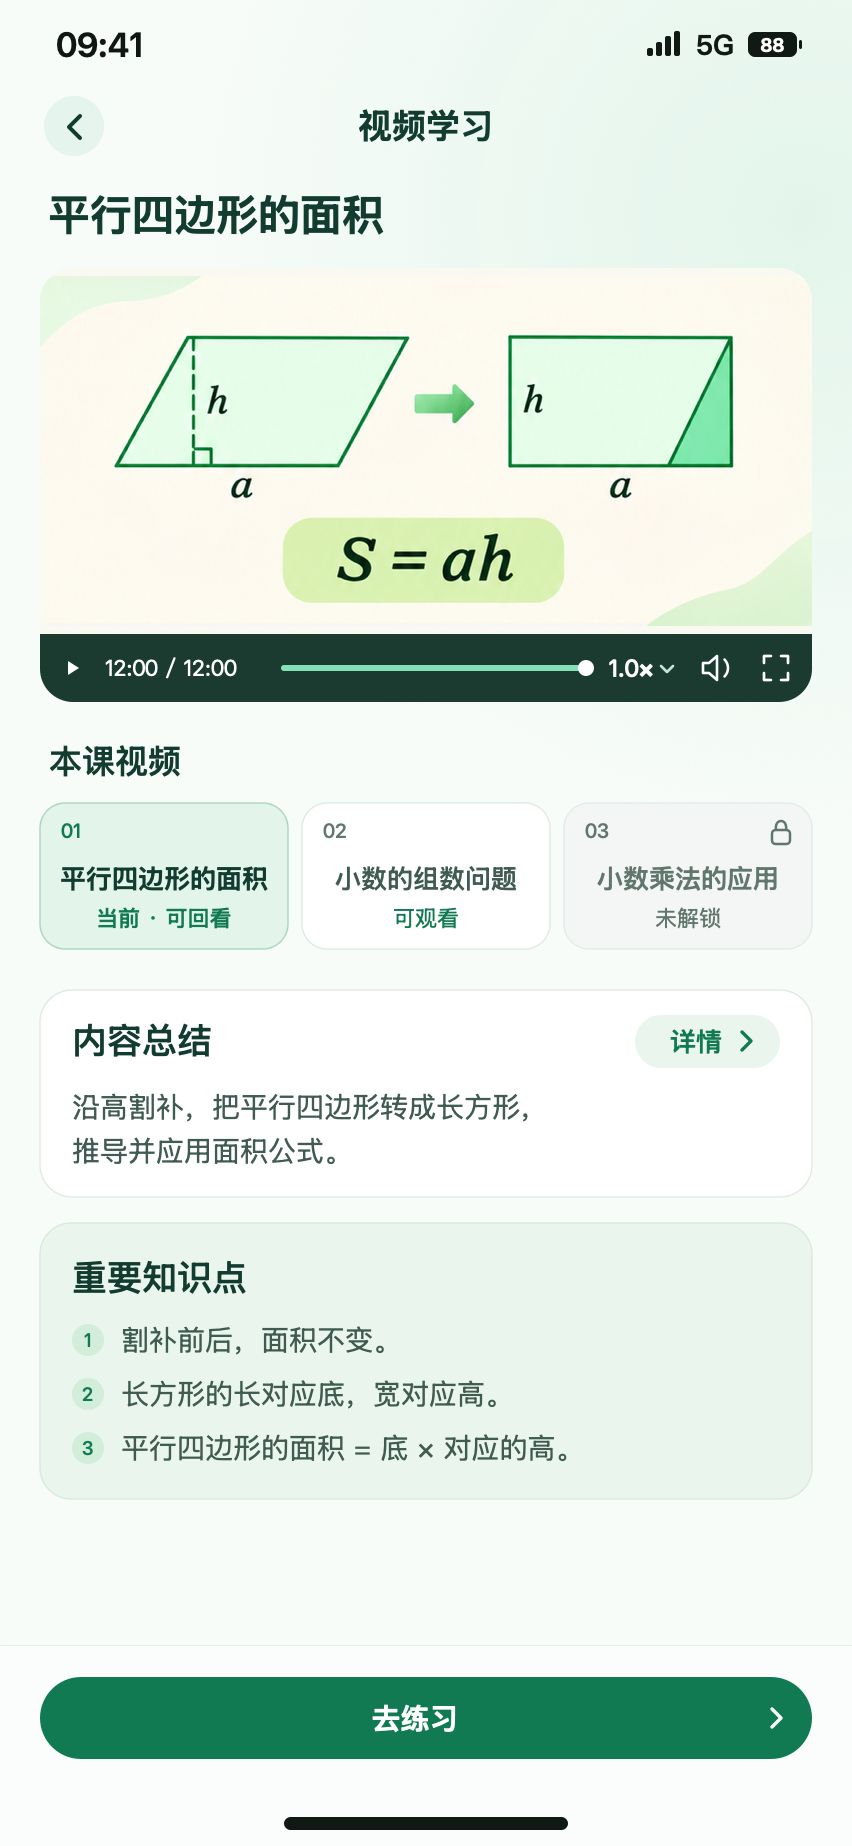 09:41
5G 88
视频学习
平行四边形的面积
h
h
a
a
S = ah
12:00 / 12:00 1.0×
本课视频
01
平行四边形的面积
当前 · 可回看
02
小数的组数问题
可观看
03
小数乘法的应用
未解锁
内容总结
详情
沿高割补，把平行四边形转成长方形，
推导并应用面积公式。
重要知识点
1 割补前后，面积不变。
2 长方形的长对应底，宽对应高。
3 平行四边形的面积 = 底 × 对应的高。
去练习